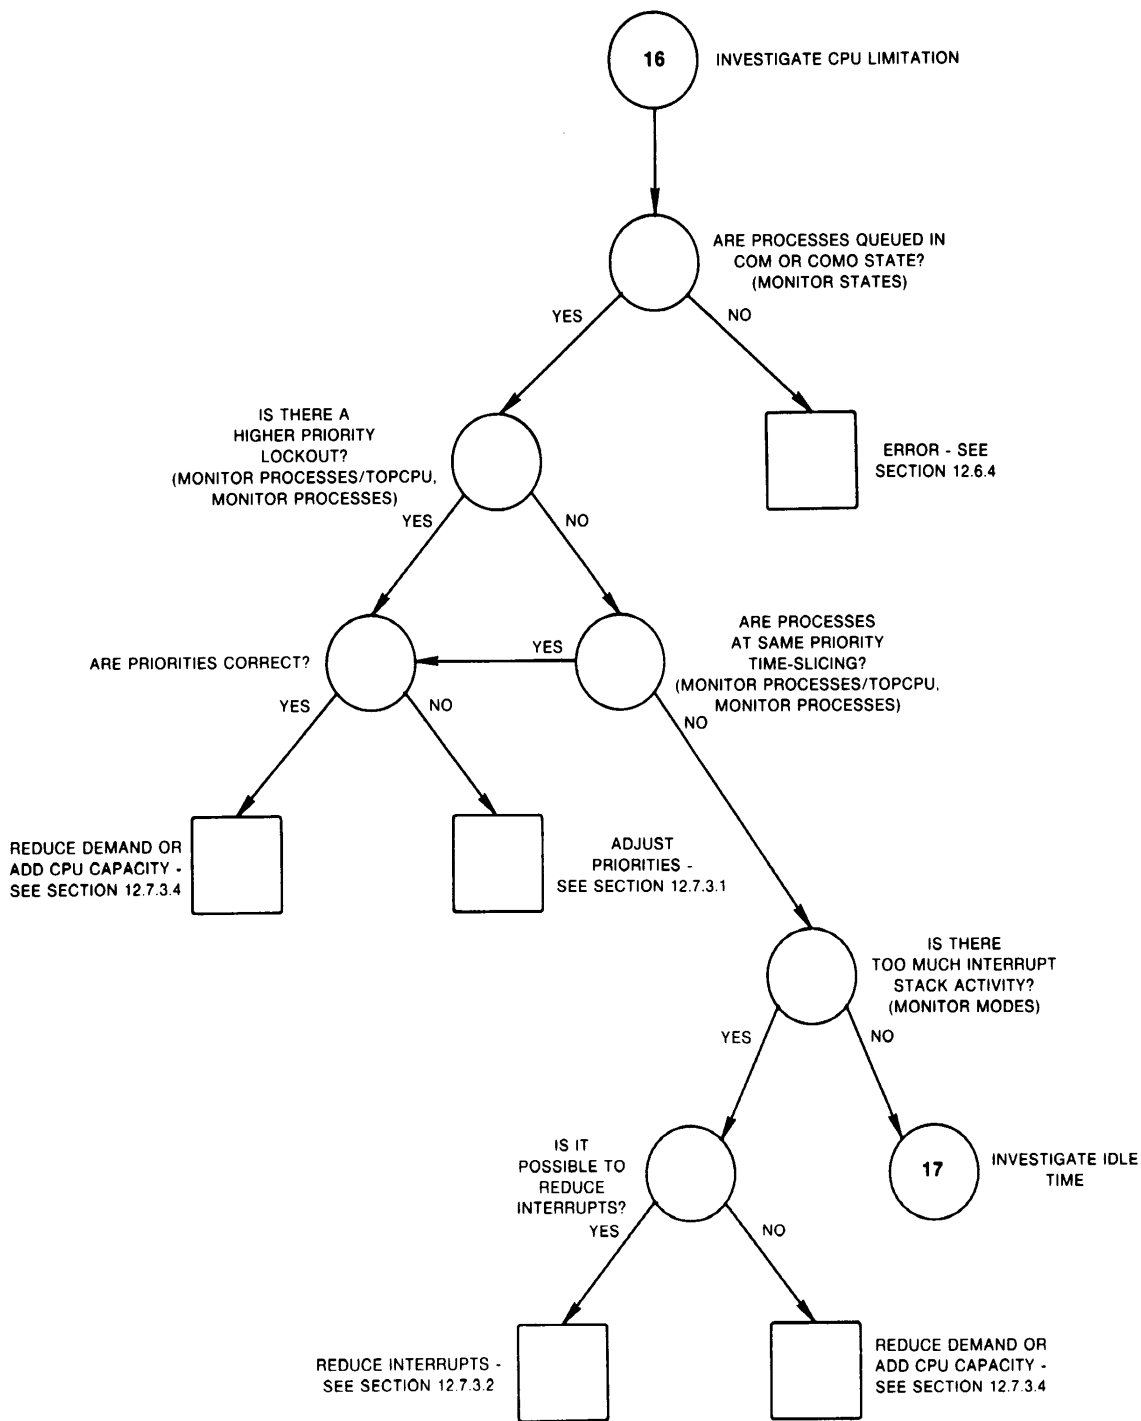 16
INVESTIGATE CPU LIMITATION
ARE PROCESSES QUEUED IN
COM OR COMO STATE?
(MONITOR STATES)
YES
NO
IS THERE A
HIGHER PRIORITY
LOCKOUT?
(MONITOR PROCESSES/TOPCPU,
MONITOR PROCESSES)
ERROR - SEE
SECTION 12.6.4
YES
NO
ARE PRIORITIES CORRECT?
YES
ARE PROCESSES
AT SAME PRIORITY
TIME-SLICING?
(MONITOR PROCESSES/TOPCPU,
MONITOR PROCESSES)
YES
NO
NO
REDUCE DEMAND OR
ADD CPU CAPACITY -
SEE SECTION 12.7.3.4
ADJUST
PRIORITIES -
SEE SECTION 12.7.3.1
IS THERE
TOO MUCH INTERRUPT
STACK ACTIVITY?
(MONITOR MODES)
YES
NO
IS IT
POSSIBLE TO
REDUCE
INTERRUPTS?
17
INVESTIGATE IDLE
TIME
YES
NO
REDUCE INTERRUPTS -
SEE SECTION 12.7.3.2
REDUCE DEMAND OR
ADD CPU CAPACITY -
SEE SECTION 12.7.3.4